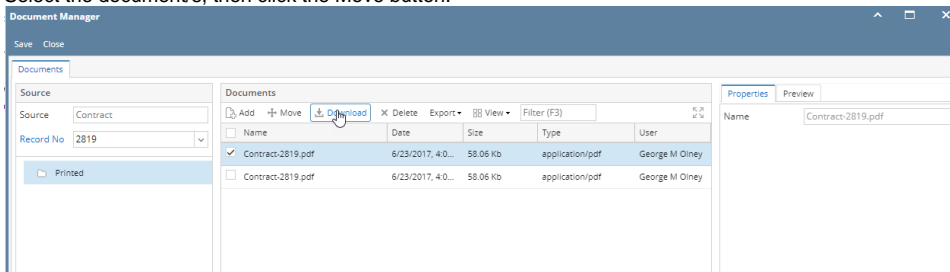 Select the document/s, then click the Move button.
Document Manager
Save Close
Documents
Source
Source Contract
Record No 2819
Printed
Documents
Add Move Download Delete Export View Filter (F3)
Name Date Size Type User
Contract-2819.pdf 6/23/2017, 4:0... 58.06 Kb application/pdf George M Olney
Contract-2819.pdf 6/23/2017, 4:0... 58.06 Kb application/pdf George M Olney
Properties Preview
Name Contract-2819.pdf